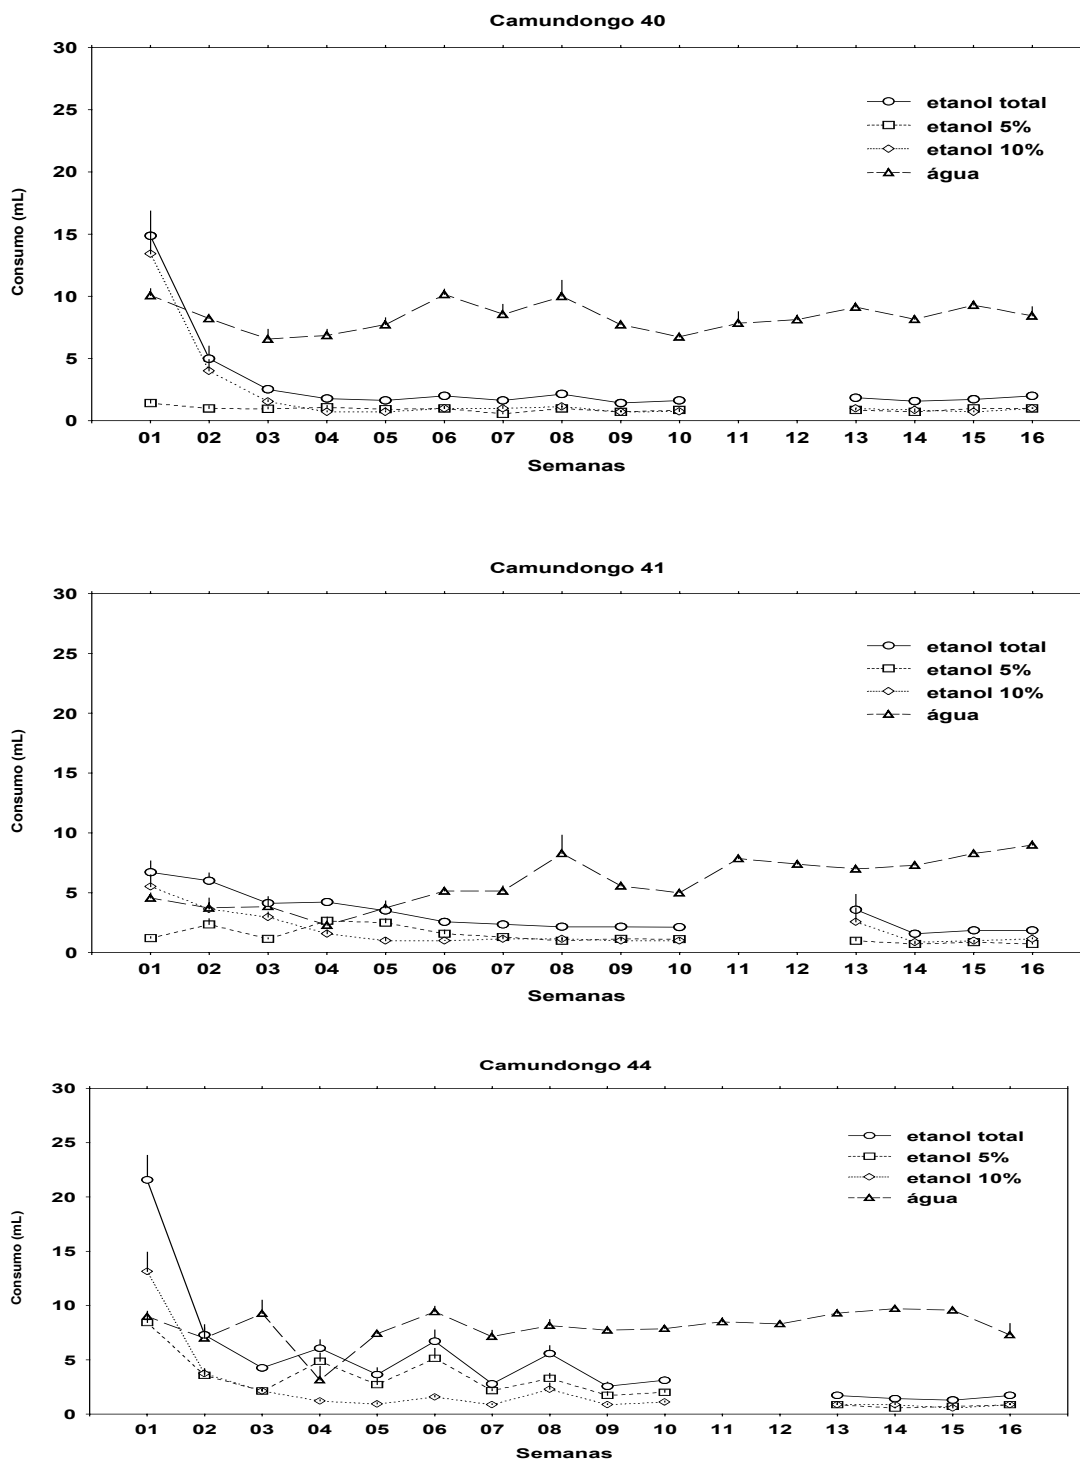 Camundongo 40
30
25
20
15
10
5
0
Consumo (mL)
etanol total
etanol 5%
etanol 10%
água
01 02 03 04 05 06 07 08 09 10 11 12 13 14 15 16
Semanas
Camundongo 41
30
25
20
15
10
5
0
Consumo (mL)
etanol total
etanol 5%
etanol 10%
água
01 02 03 04 05 06 07 08 09 10 11 12 13 14 15 16
Semanas
Camundongo 44
30
25
20
15
10
5
0
Consumo (mL)
etanol total
etanol 5%
etanol 10%
água
01 02 03 04 05 06 07 08 09 10 11 12 13 14 15 16
Semanas